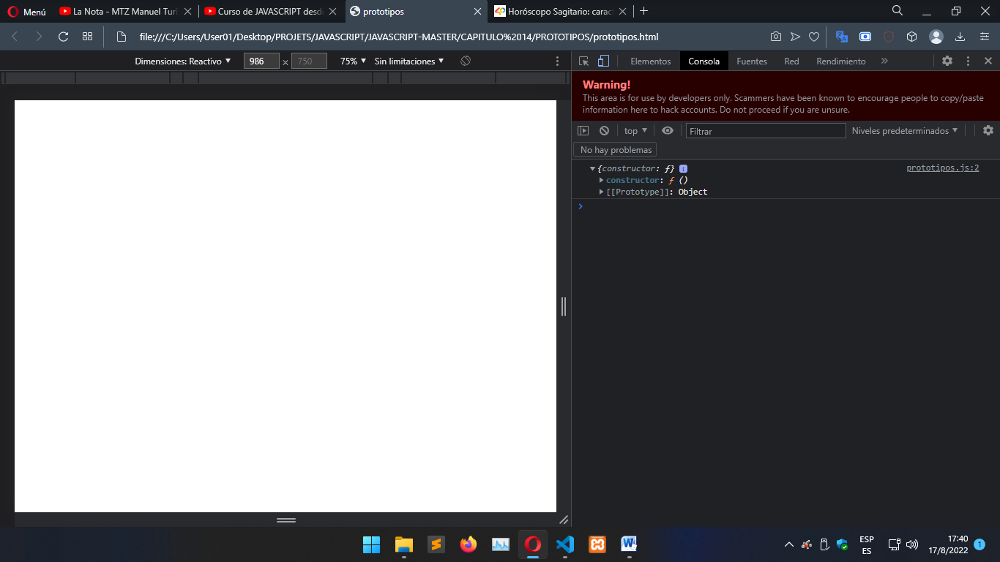 Menú
La Nota - MTZ Manuel Turi
Curso de JAVASCRIPT desd
prototipos
Horóscopo Sagitario: caract
file:///C:/Users/User01/Desktop/PROJETS/JAVASCRIPT/JAVASCRIPT-MASTER/CAPITULO%2014/PROTOTIPOS/prototipos.html
Dimensiones: Reactivo ▼ 986 × 750 75% ▼ Sin limitaciones ▼
Elementos Consola Fuentes Red Rendimiento »
Warning!
This area is for use by developers only. Scammers have been known to encourage people to copy/paste
information here to hack accounts. Do not proceed if you are unsure.
top ▼ Filtrar Niveles predeterminados ▼
No hay problemas
▼{constructor: ƒ} i prototipos.js:2
▶constructor: ƒ ()
▶[[Prototype]]: Object
ESP
ES
17:40
17/8/2022
1